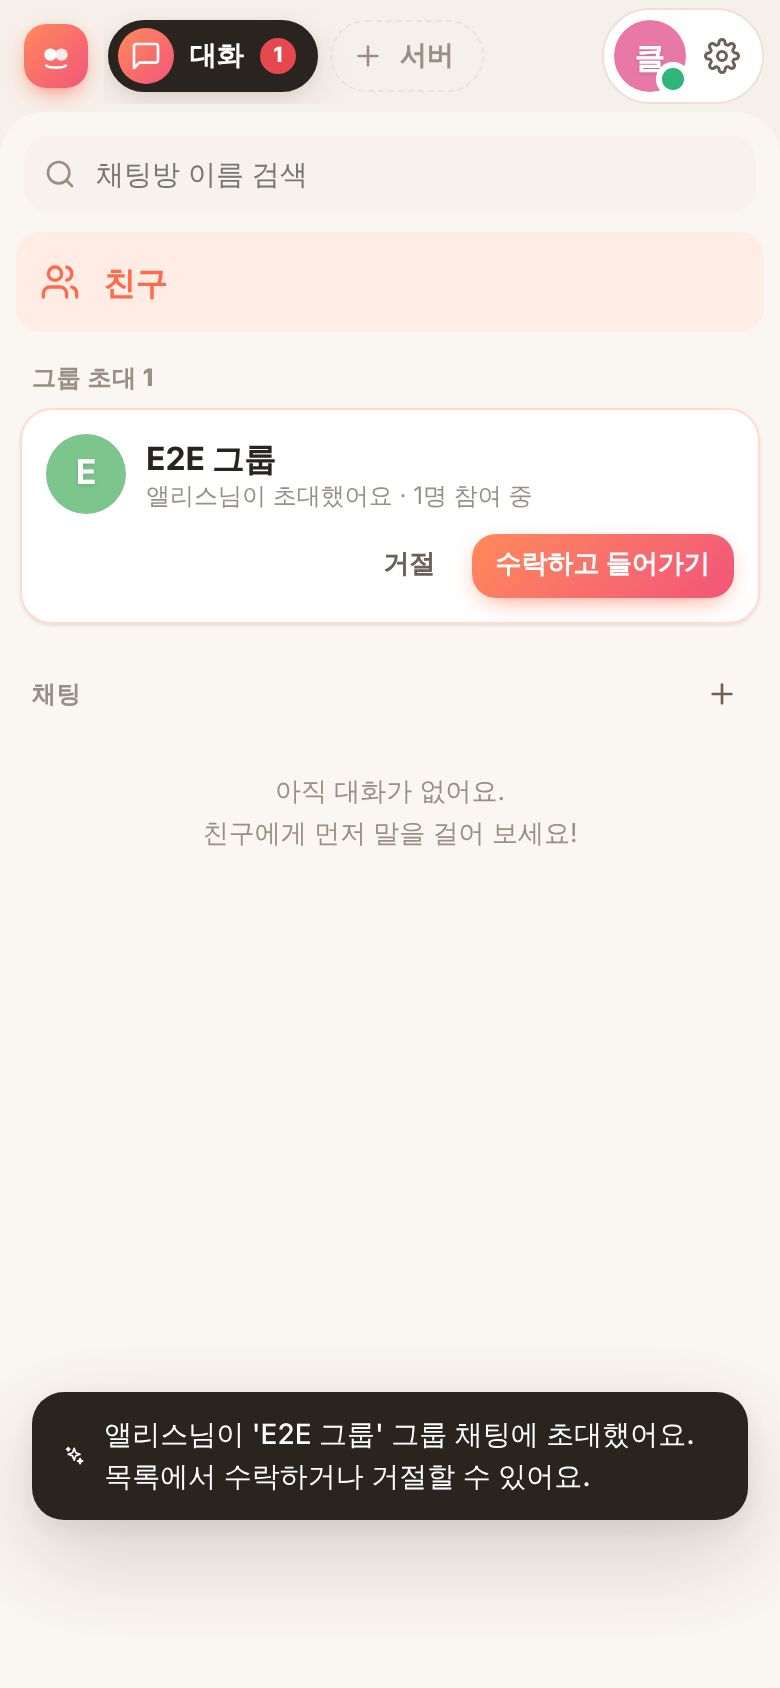 대화 1
서버
클
채팅방 이름 검색
친구
그룹 초대 1
E
E2E 그룹
앨리스님이 초대했어요 · 1명 참여 중
거절
수락하고 들어가기
채팅
아직 대화가 없어요.
친구에게 먼저 말을 걸어 보세요!
앨리스님이 'E2E 그룹' 그룹 채팅에 초대했어요.
목록에서 수락하거나 거절할 수 있어요.